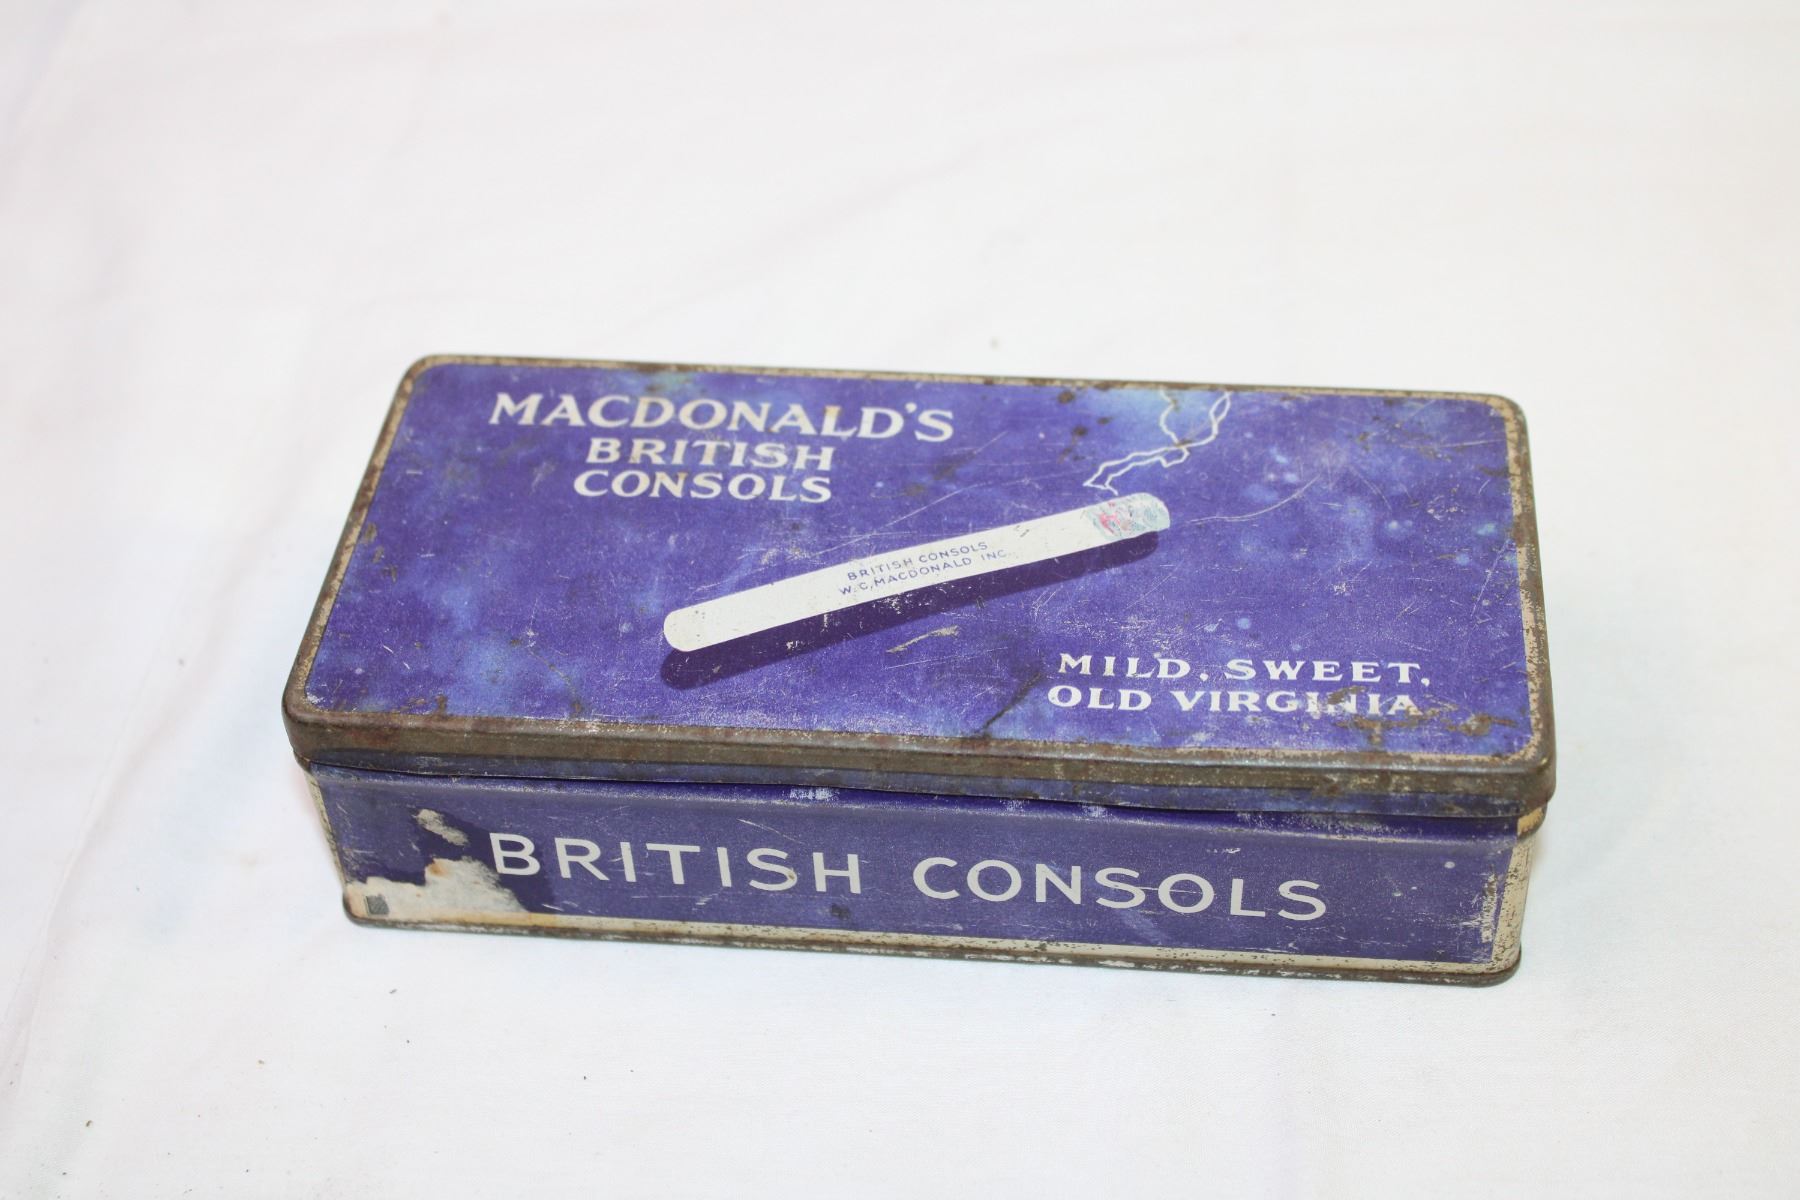 MACDONALD'S
BRITISH
CONSOLS
BRITISH CONSOLS
W.C. MACDONALD INC.
MILD, SWEET,
OLD VIRGINIA
BRITISH CONSOLS